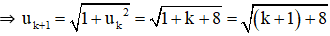 ⇒ u_{k+1} = √(1 + u_k²) = √(1 + k + 8) = √((k + 1) + 8)